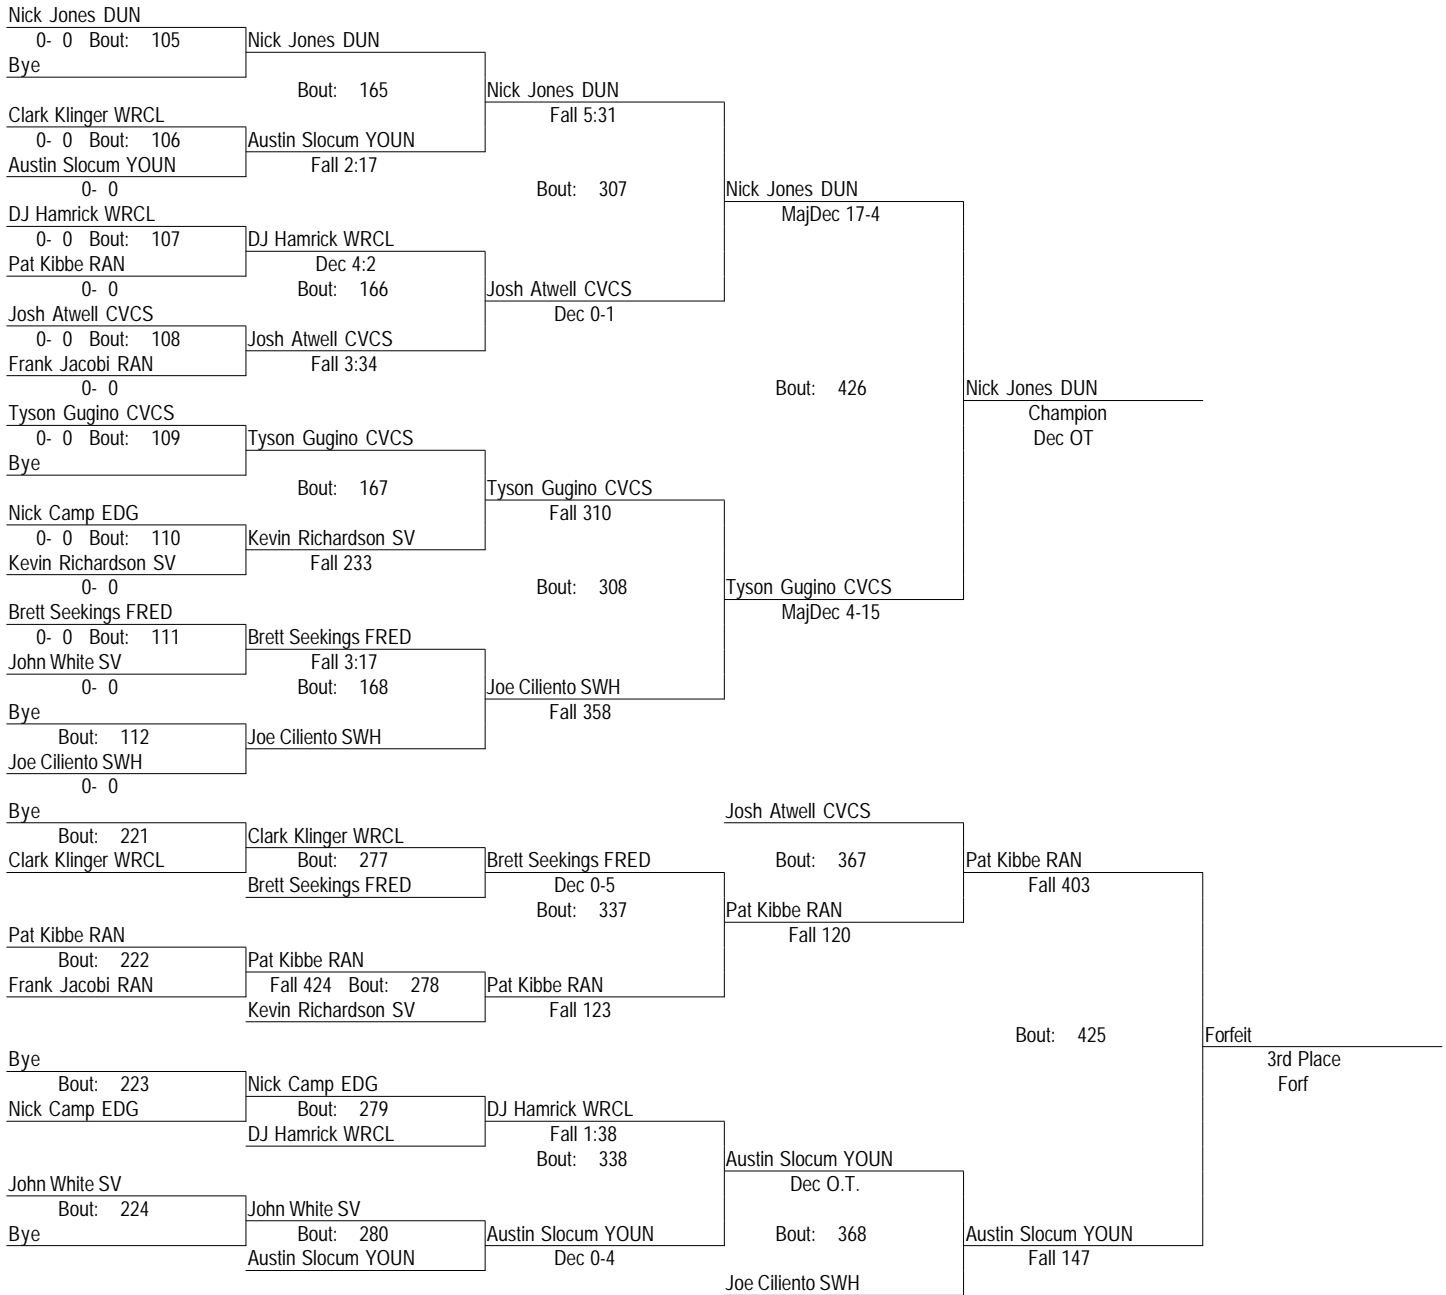 Nick Jones DUN
0- 0 Bout: 105 Nick Jones DUN
Bye
Bout: 165 Nick Jones DUN
Clark Klinger WRCL Fall 5:31
0- 0 Bout: 106 Austin Slocum YOUN
Austin Slocum YOUN Fall 2:17
0- 0 Bout: 307 Nick Jones DUN
DJ Hamrick WRCL MajDec 17-4
0- 0 Bout: 107 DJ Hamrick WRCL
Pat Kibbe RAN Dec 4:2
0- 0 Bout: 166 Josh Atwell CVCS
Josh Atwell CVCS Dec 0-1
0- 0 Bout: 108 Josh Atwell CVCS
Frank Jacobi RAN Fall 3:34
0- 0 Bout: 426 Nick Jones DUN
Tyson Gugino CVCS Champion
0- 0 Bout: 109 Tyson Gugino CVCS Dec OT
Bye
Bout: 167 Tyson Gugino CVCS
Nick Camp EDG Fall 310
0- 0 Bout: 110 Kevin Richardson SV
Kevin Richardson SV Fall 233
0- 0 Bout: 308 Tyson Gugino CVCS
Brett Seekings FRED MajDec 4-15
0- 0 Bout: 111 Brett Seekings FRED
John White SV Fall 3:17
0- 0 Bout: 168 Joe Ciliento SWH
Bye Fall 358
Bout: 112 Joe Ciliento SWH
Joe Ciliento SWH
0- 0
Bye Josh Atwell CVCS
Bout: 221 Clark Klinger WRCL
Clark Klinger WRCL Bout: 277 Brett Seekings FRED Bout: 367 Pat Kibbe RAN
Brett Seekings FRED Dec 0-5 Fall 403
Bout: 337 Pat Kibbe RAN
Pat Kibbe RAN Fall 120
Bout: 222 Pat Kibbe RAN
Frank Jacobi RAN Fall 424 Bout: 278 Pat Kibbe RAN
Kevin Richardson SV Fall 123
Bout: 425 Forfeit
Bye 3rd Place
Bout: 223 Nick Camp EDG Forf
Nick Camp EDG Bout: 279 DJ Hamrick WRCL
DJ Hamrick WRCL Fall 1:38
Bout: 338 Austin Slocum YOUN
John White SV Dec O.T.
Bout: 224 John White SV
Bye Bout: 280 Austin Slocum YOUN Bout: 368 Austin Slocum YOUN
Austin Slocum YOUN Dec 0-4 Fall 147
Joe Ciliento SWH